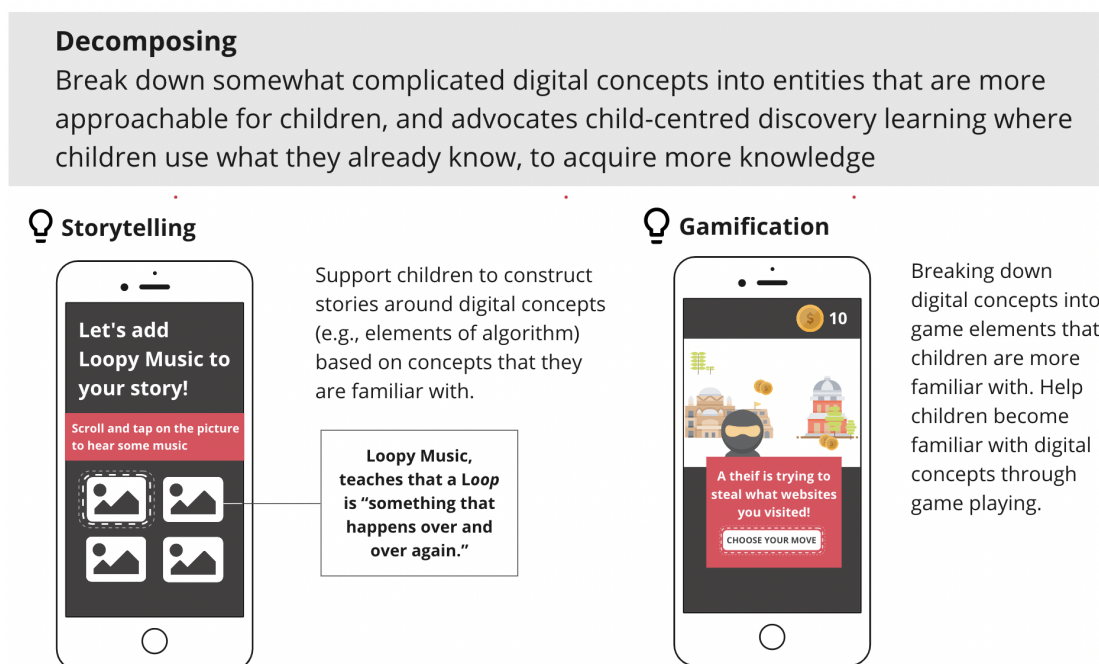 Decomposing
Break down somewhat complicated digital concepts into entities that are more
approachable for children, and advocates child-centred discovery learning where
children use what they already know, to acquire more knowledge
Storytelling
Let's add
Loopy Music to
your story!
Scroll and tap on the picture
to hear some music
Support children to construct
stories around digital concepts
(e.g., elements of algorithm)
based on concepts that they
are familiar with.
Loopy Music,
teaches that a Loop
is “something that
happens over and
over again.”
Gamification
$ 10
A theif is trying to
steal what websites
you visited!
CHOOSE YOUR MOVE
Breaking down
digital concepts into
game elements that
children are more
familiar with. Help
children become
familiar with digital
concepts through
game playing.